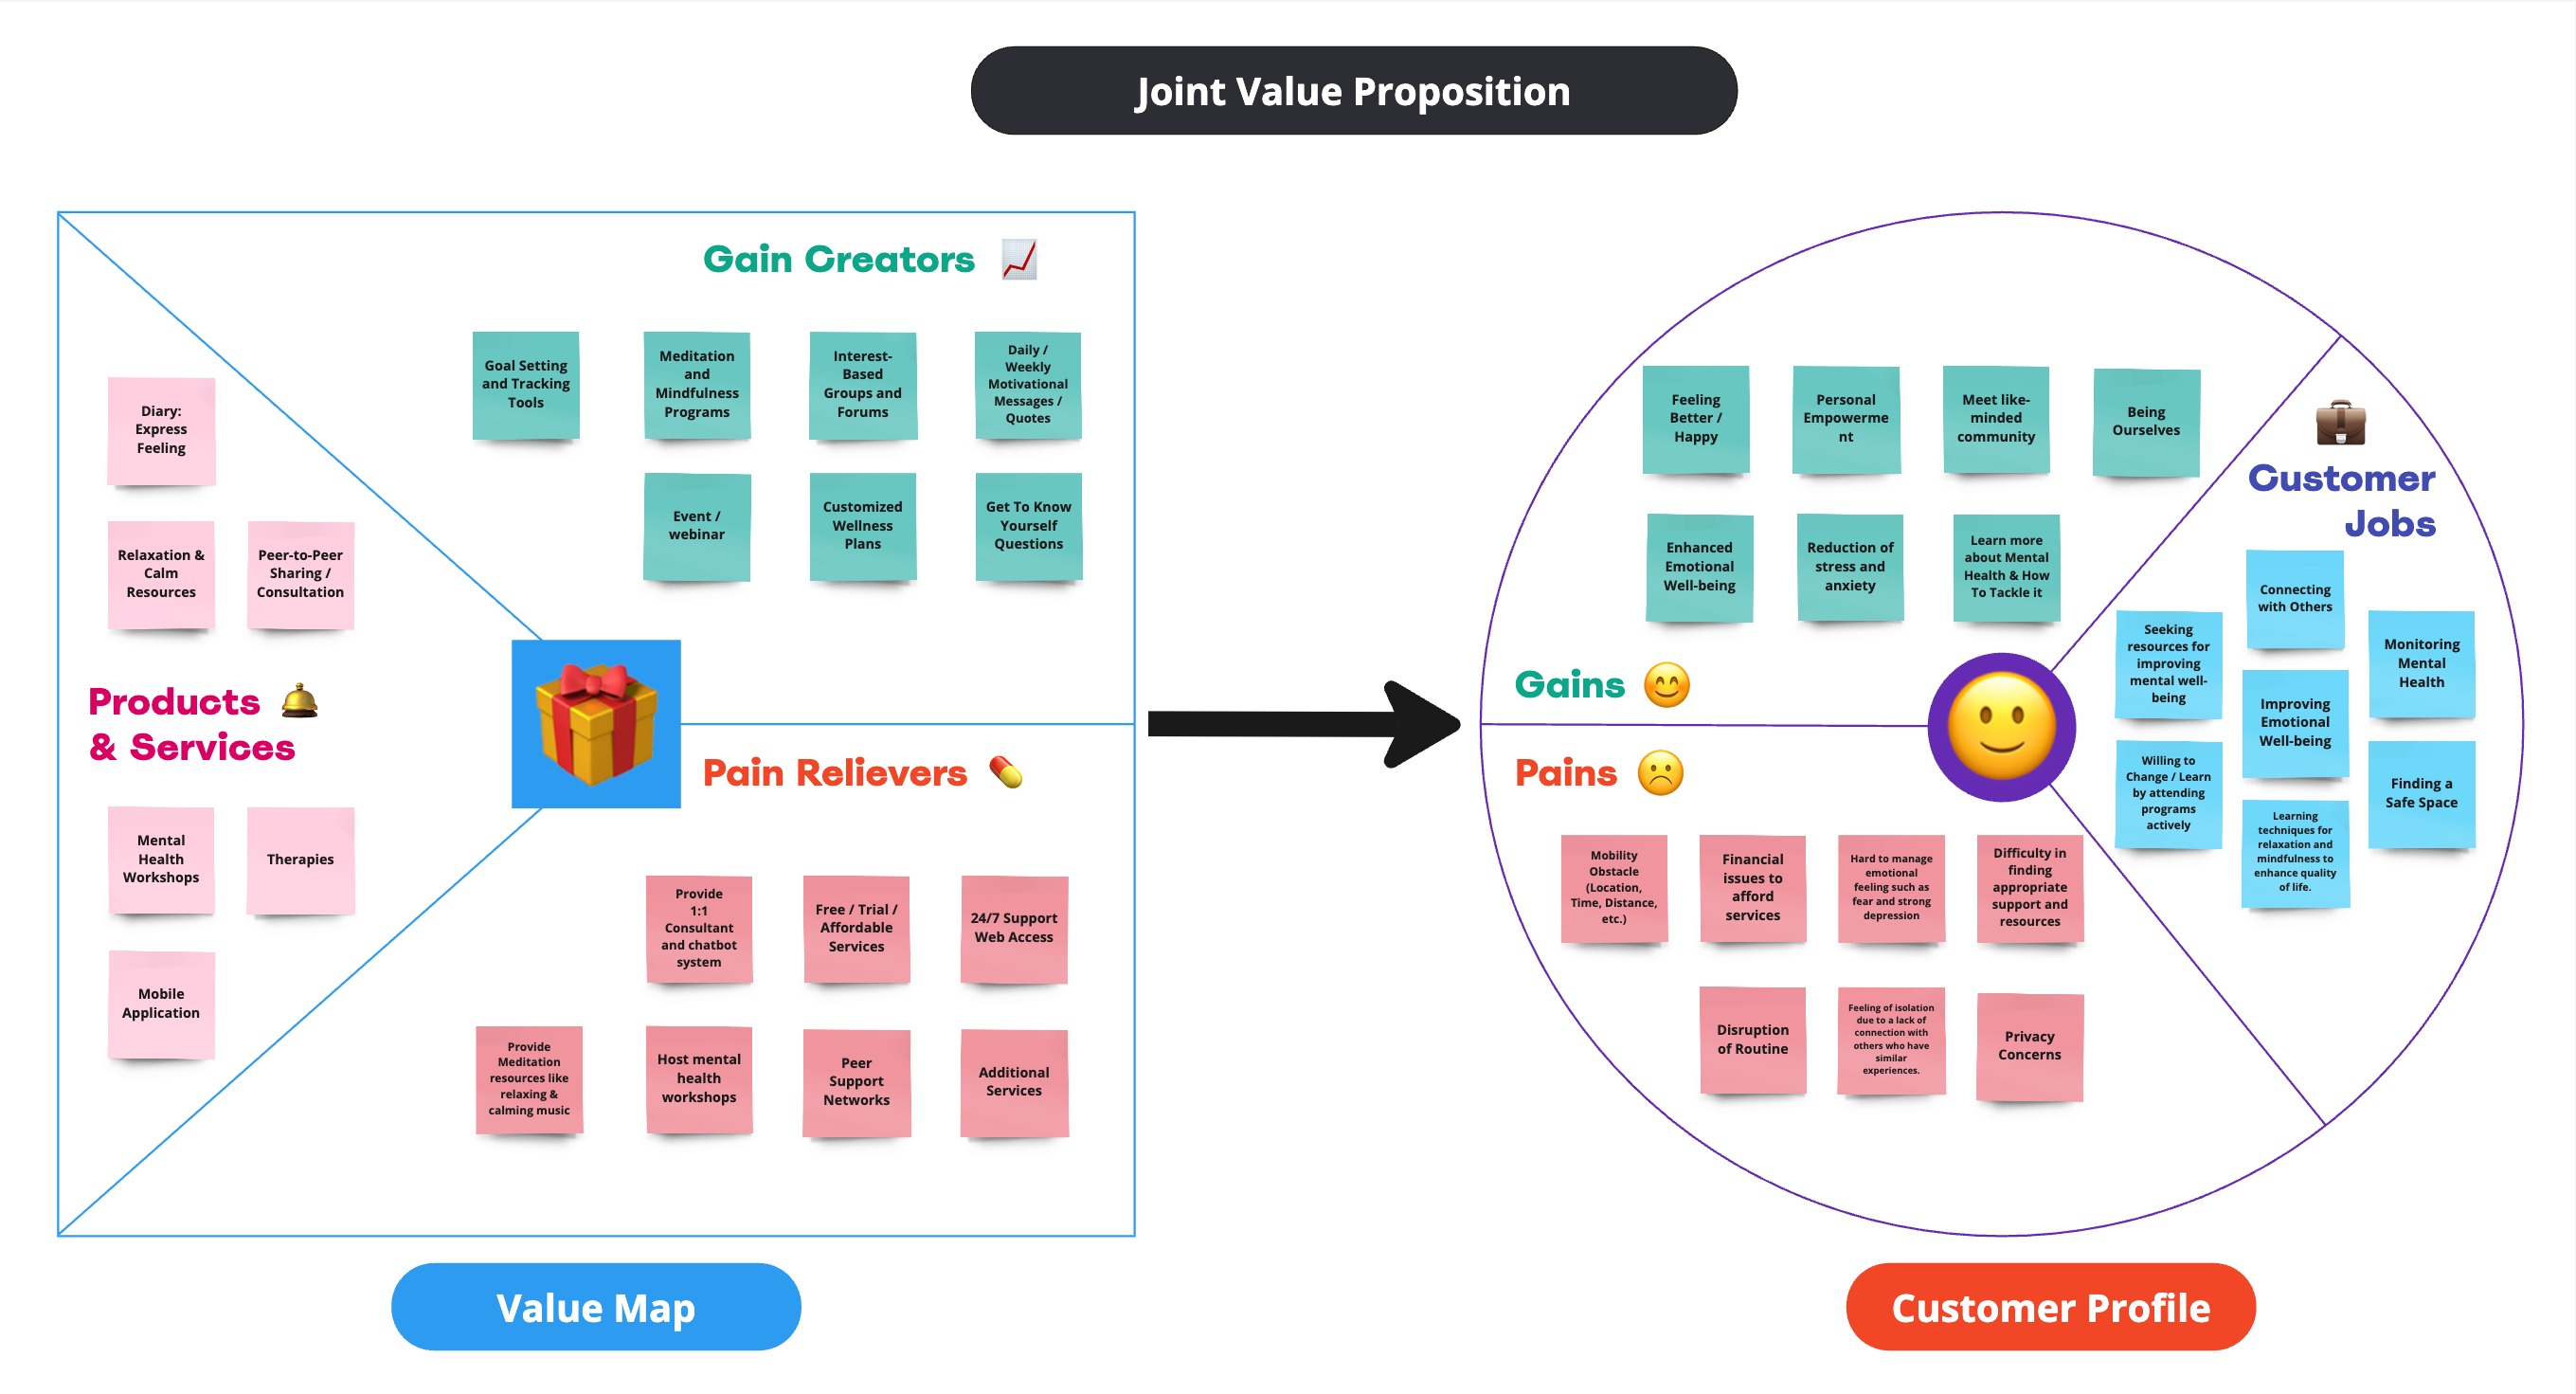 Joint Value Proposition
Gain Creators
Goal Setting
and Tracking
Tools
Meditation
and
Mindfulness
Programs
Interest-
Based
Groups and
Forums
Daily /
Weekly
Motivational
Messages /
Quotes
Event /
webinar
Customized
Wellness
Plans
Get To Know
Yourself
Questions
Diary:
Express
Feeling
Relaxation &
Calm
Resources
Peer-to-Peer
Sharing /
Consultation
Products
& Services
Mental
Health
Workshops
Therapies
Mobile
Application
Pain Relievers
Provide
1:1
Consultant
and chatbot
system
Free / Trial /
Affordable
Services
24/7 Support
Web Access
Provide
Meditation
resources like
relaxing &
calming music
Host mental
health
workshops
Peer
Support
Networks
Additional
Services
Value Map
Feeling
Better /
Happy
Personal
Empowerme
nt
Meet like-
minded
community
Being
Ourselves
Enhanced
Emotional
Well-being
Reduction of
stress and
anxiety
Learn more
about Mental
Health & How
To Tackle it
Gains
Pains
Mobility
Obstacle
(Location,
Time, Distance,
etc.)
Financial
issues to
afford
services
Hard to manage
emotional
feeling such as
fear and strong
depression
Difficulty in
finding
appropriate
support and
resources
Disruption
of Routine
Feeling of isolation
due to a lack of
connection with
others who have
similar
experiences.
Privacy
Concerns
Customer
Jobs
Connecting
with Others
Seeking
resources for
improving
mental well-
being
Monitoring
Mental
Health
Improving
Emotional
Well-being
Willing to
Change / Learn
by attending
programs
actively
Finding a
Safe Space
Learning
techniques for
relaxation and
mindfulness to
enhance quality
of life.
Customer Profile